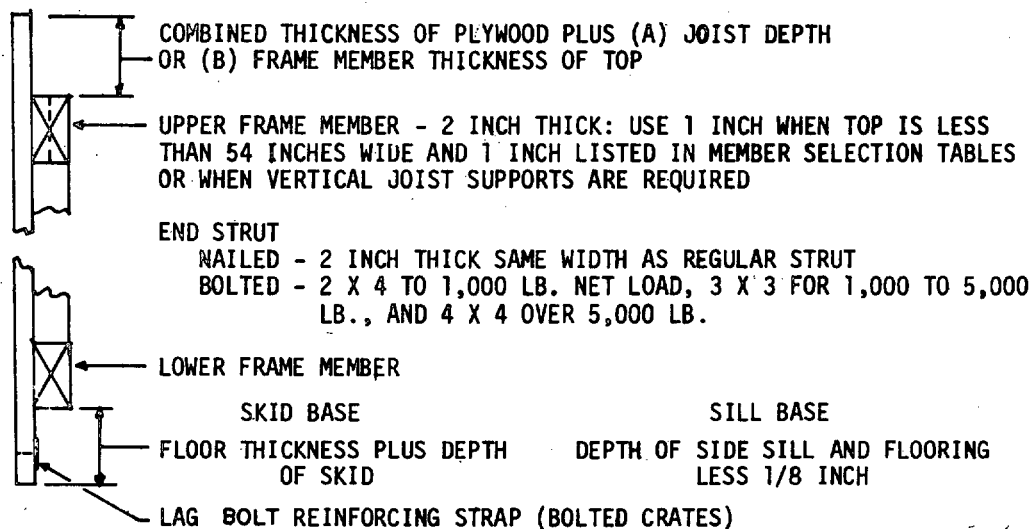 COMBINED THICKNESS OF PLYWOOD PLUS (A) JOIST DEPTH
OR (B) FRAME MEMBER THICKNESS OF TOP
UPPER FRAME MEMBER - 2 INCH THICK: USE 1 INCH WHEN TOP IS LESS
THAN 54 INCHES WIDE AND 1 INCH LISTED IN MEMBER SELECTION TABLES
OR WHEN VERTICAL JOIST SUPPORTS ARE REQUIRED
END STRUT
NAILED - 2 INCH THICK SAME WIDTH AS REGULAR STRUT
BOLTED - 2 X 4 TO 1,000 LB. NET LOAD, 3 X 3 FOR 1,000 TO 5,000
LB., AND 4 X 4 OVER 5,000 LB.
LOWER FRAME MEMBER
SKID BASE
FLOOR THICKNESS PLUS DEPTH
OF SKID
SILL BASE
DEPTH OF SIDE SILL AND FLOORING
LESS 1/8 INCH
LAG BOLT REINFORCING STRAP (BOLTED CRATES)